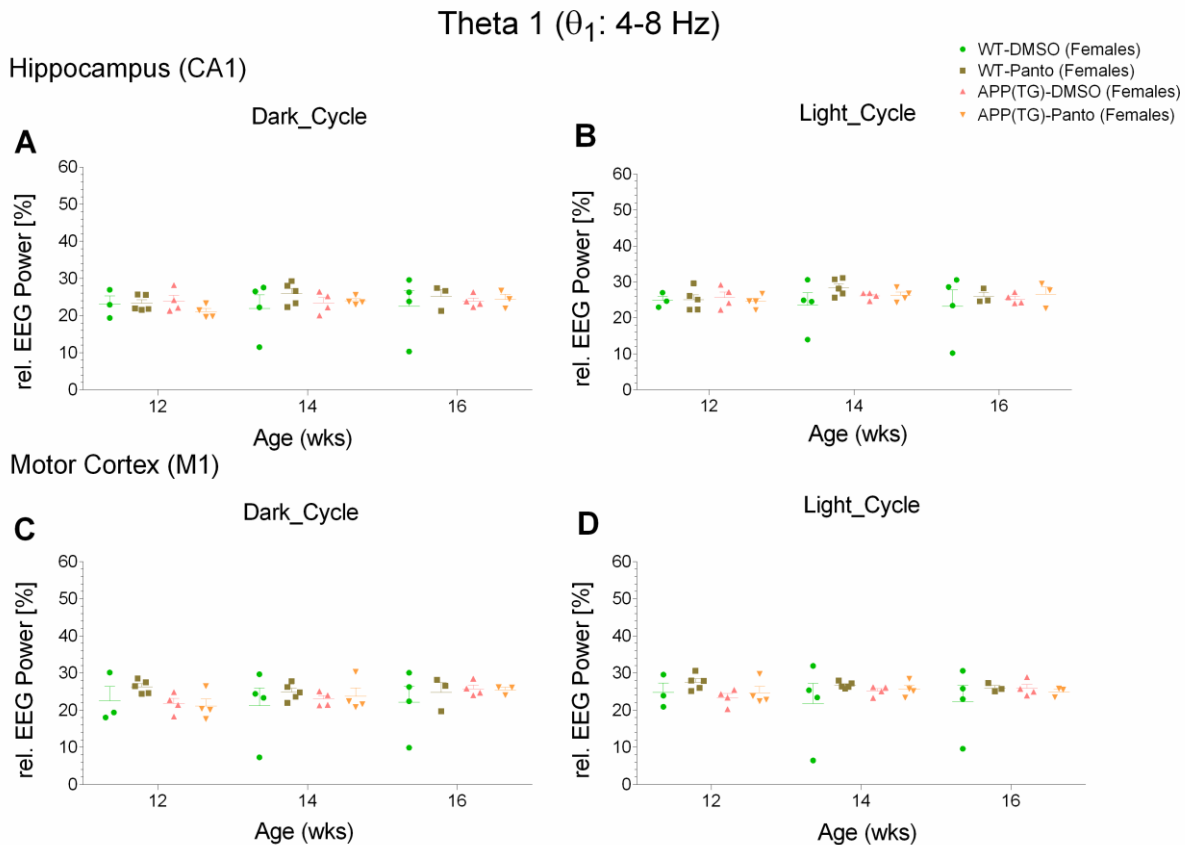 Theta 1 (θ₁: 4-8 Hz)
Hippocampus (CA1)
WT-DMSO (Females)
WT-Panto (Females)
APP(TG)-DMSO (Females)
APP(TG)-Panto (Females)
A
Dark_Cycle
rel. EEG Power [%]
60
50
40
30
20
10
0
12 14 16
Age (wks)
B
Light_Cycle
rel. EEG Power [%]
60
50
40
30
20
10
0
12 14 16
Age (wks)
Motor Cortex (M1)
C
Dark_Cycle
rel. EEG Power [%]
60
50
40
30
20
10
0
12 14 16
Age (wks)
D
Light_Cycle
rel. EEG Power [%]
60
50
40
30
20
10
0
12 14 16
Age (wks)